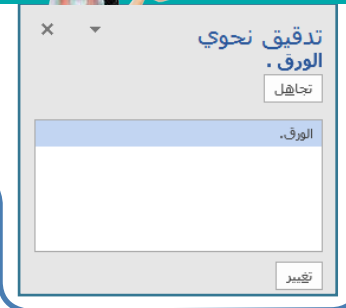 تدقيق نحوي
الورق .
تجاهل
الورق.
تغيير